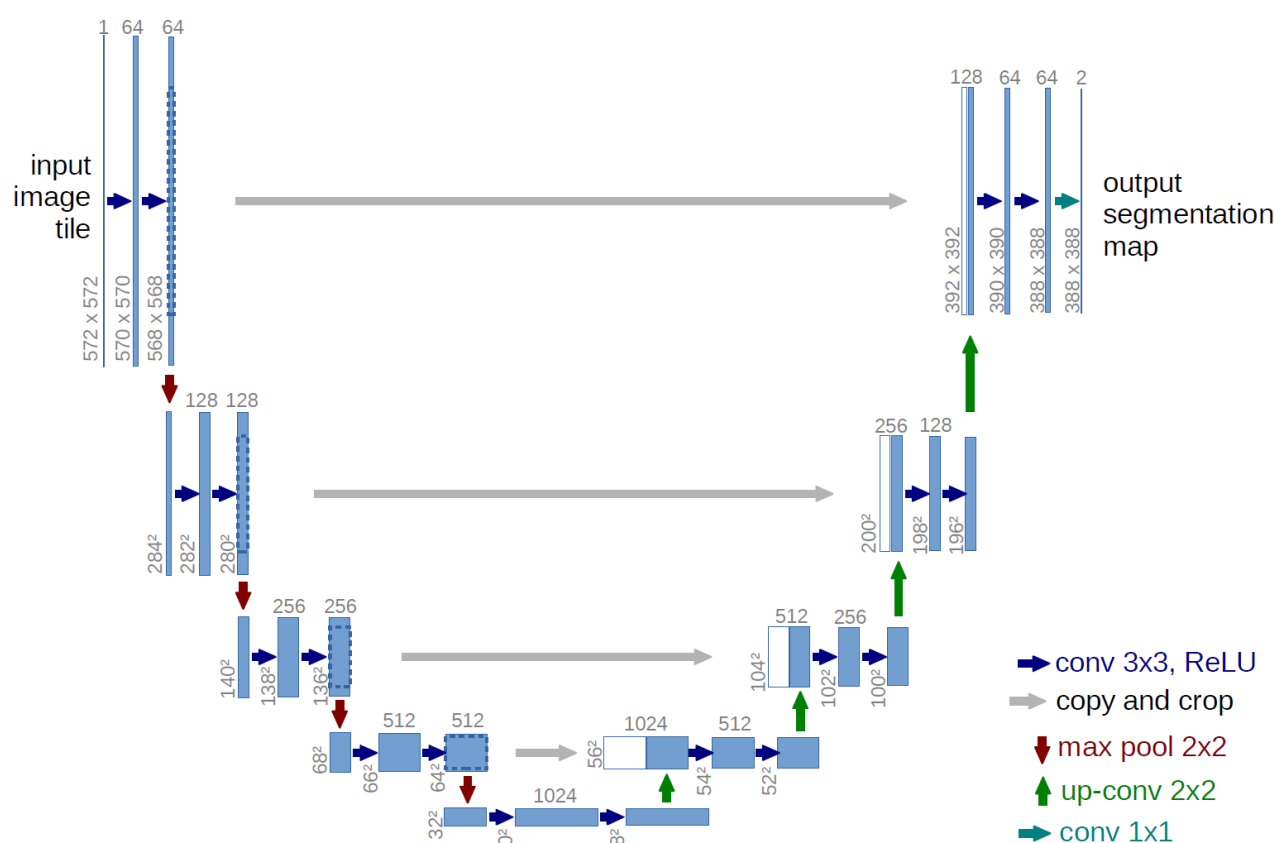 1 64 64
128 64 64 2
input
image
tile
output
segmentation
map
572 x 572
570 x 570
568 x 568
392 x 392
390 x 390
388 x 388
388 x 388
128 128
256 128
284²
282²
280²
200²
198²
196²
256 256
512 256
140²
138²
136²
104²
102²
100²
512 512
1024 512
68²
66²
64²
56²
54²
52²
1024
32²
conv 3x3, ReLU
copy and crop
max pool 2x2
up-conv 2x2
conv 1x1